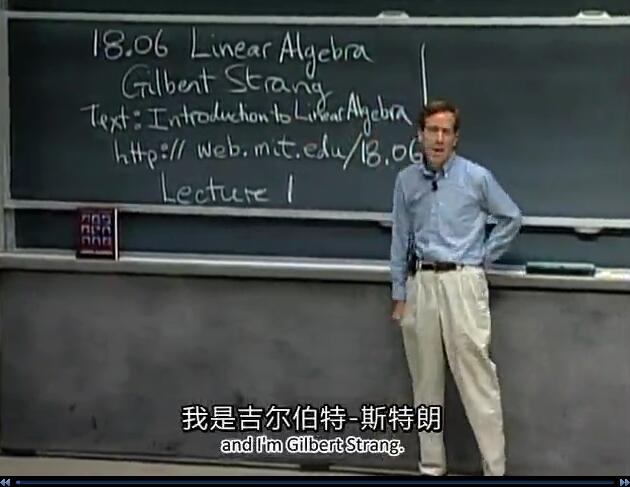 18.06 Linear Algebra
Gilbert Strang
Text: Introduction to Linear Algebra
http:// web.mit.edu/18.06
Lecture 1
我是吉尔伯特-斯特朗
and I'm Gilbert Strang.